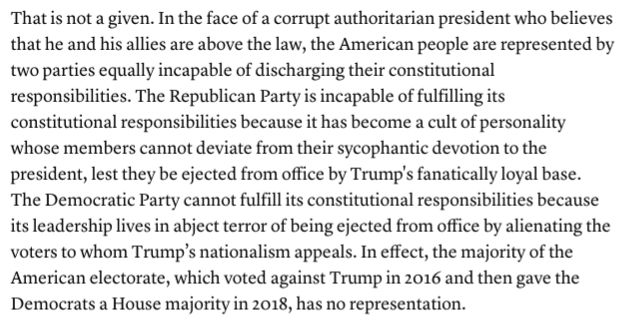 That is not a given. In the face of a corrupt authoritarian president who believes
that he and his allies are above the law, the American people are represented by
two parties equally incapable of discharging their constitutional
responsibilities. The Republican Party is incapable of fulfilling its
constitutional responsibilities because it has become a cult of personality
whose members cannot deviate from their sycophantic devotion to the
president, lest they be ejected from office by Trump's fanatically loyal base.
The Democratic Party cannot fulfill its constitutional responsibilities because
its leadership lives in abject terror of being ejected from office by alienating the
voters to whom Trump’s nationalism appeals. In effect, the majority of the
American electorate, which voted against Trump in 2016 and then gave the
Democrats a House majority in 2018, has no representation.